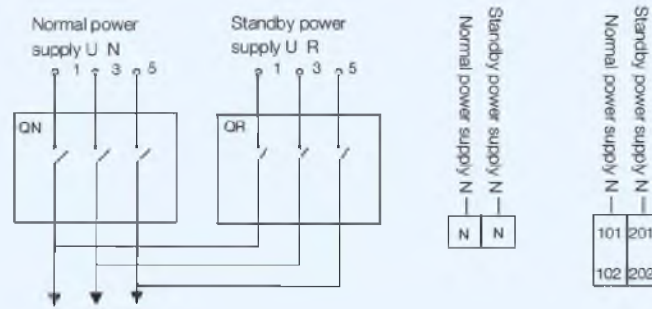 Normal power
supply U N
1 3 5
Standby power
supply U R
1 3 5
QN
QR
Normal power supply N
Standby power supply N
N N
Normal power supply N
Standby power supply N
101 201
102 202